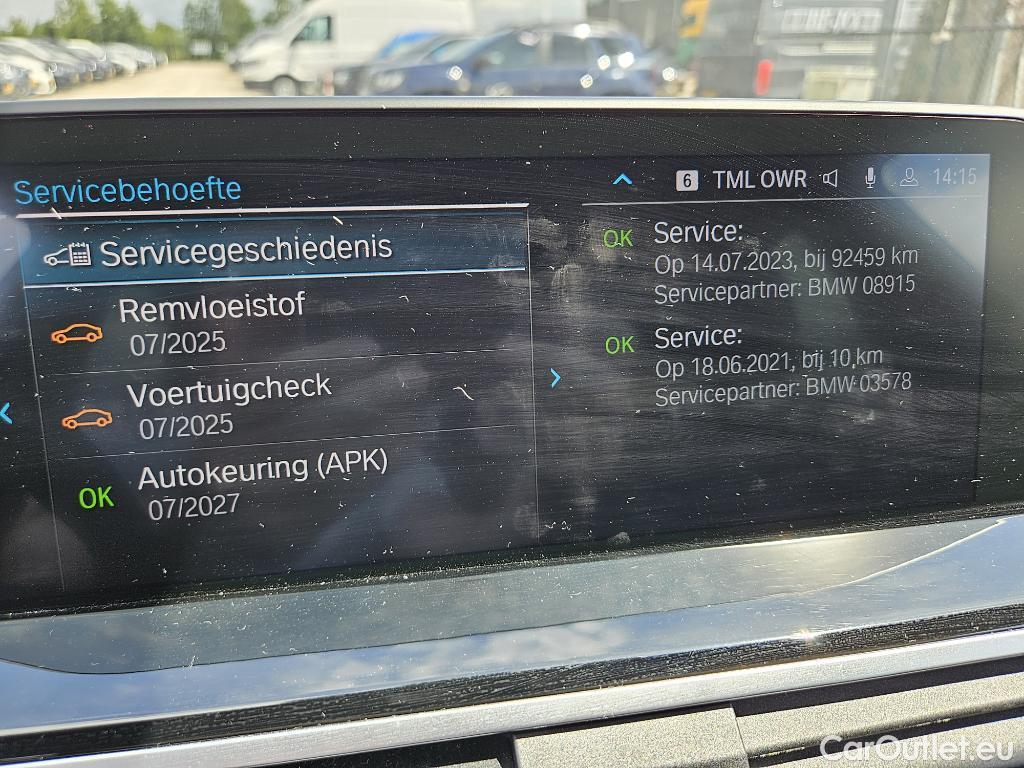 Servicebehoefte
6 TML OWR 14:15
Servicegeschiedenis
Remvloeistof
07/2025
Voertuigcheck
07/2025
OK Autokeuring (APK)
07/2027
OK Service:
Op 14.07.2023, bij 92459 km
Servicepartner: BMW 08915
OK Service:
Op 18.06.2021, bij 10 km
Servicepartner: BMW 03578
CarOutlet.eu